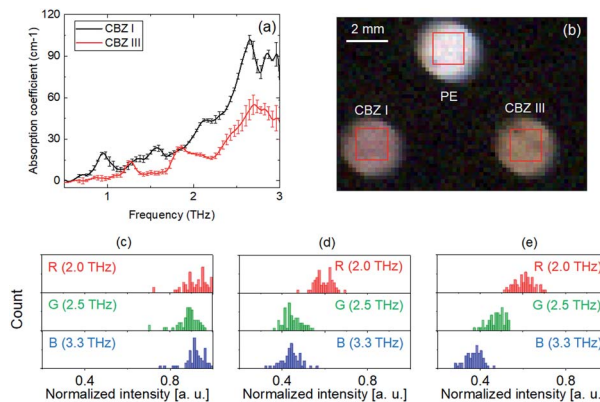 (a)
CBZ I
CBZ III
Absorption coefficient (cm-1)
120
90
60
30
0
1
2
3
Frequency (THz)
(b)
2 mm
PE
CBZ I
CBZ III
(c)
(d)
(e)
Count
R (2.0 THz)
G (2.5 THz)
B (3.3 THz)
R (2.0 THz)
G (2.5 THz)
B (3.3 THz)
R (2.0 THz)
G (2.5 THz)
B (3.3 THz)
0.4
0.8
0.4
0.8
0.4
0.8
Normalized intensity [a. u.]
Normalized intensity [a. u.]
Normalized intensity [a. u.]